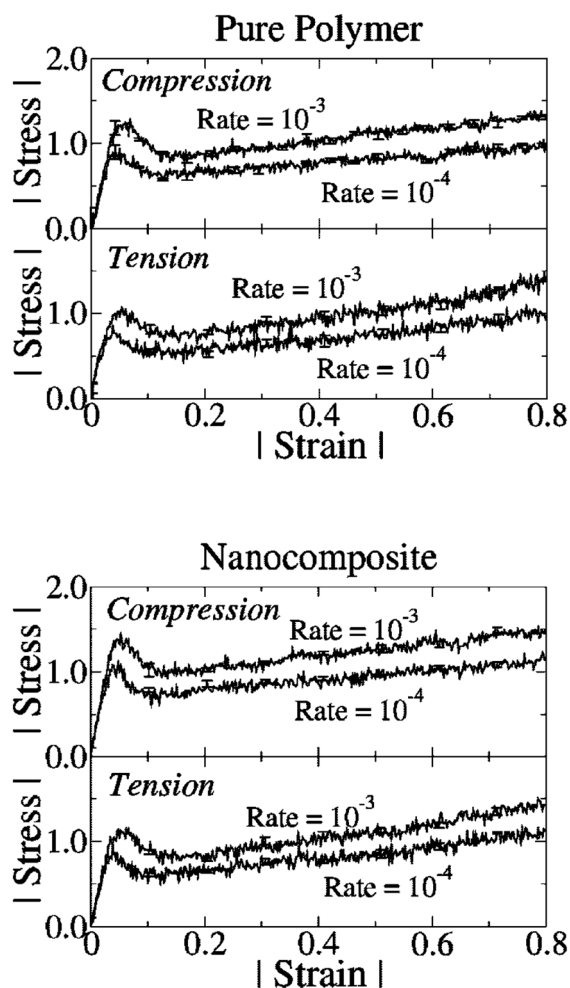 Pure Polymer
2.0
Compression
Rate = 10⁻³
| Stress |
1.0
Rate = 10⁻⁴
0.0
Tension
Rate = 10⁻³
| Stress |
1.0
Rate = 10⁻⁴
0.0
0 0.2 0.4 0.6 0.8
| Strain |
Nanocomposite
2.0
Compression
Rate = 10⁻³
| Stress |
1.0
Rate = 10⁻⁴
0.0
Tension
Rate = 10⁻³
| Stress |
1.0
Rate = 10⁻⁴
0.0
0 0.2 0.4 0.6 0.8
| Strain |